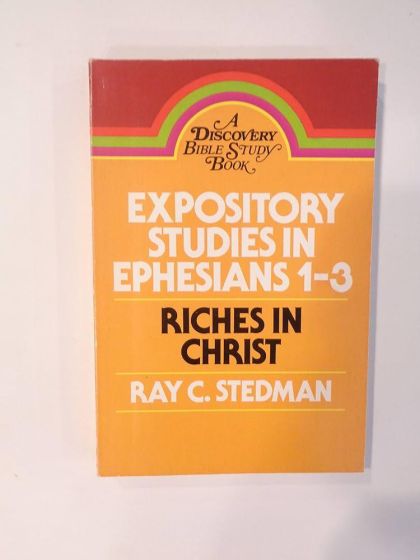 A
DISCOVERY
BIBLE STUDY
BOOK
EXPOSITORY
STUDIES IN
EPHESIANS 1-3
RICHES IN
CHRIST
RAY C. STEDMAN